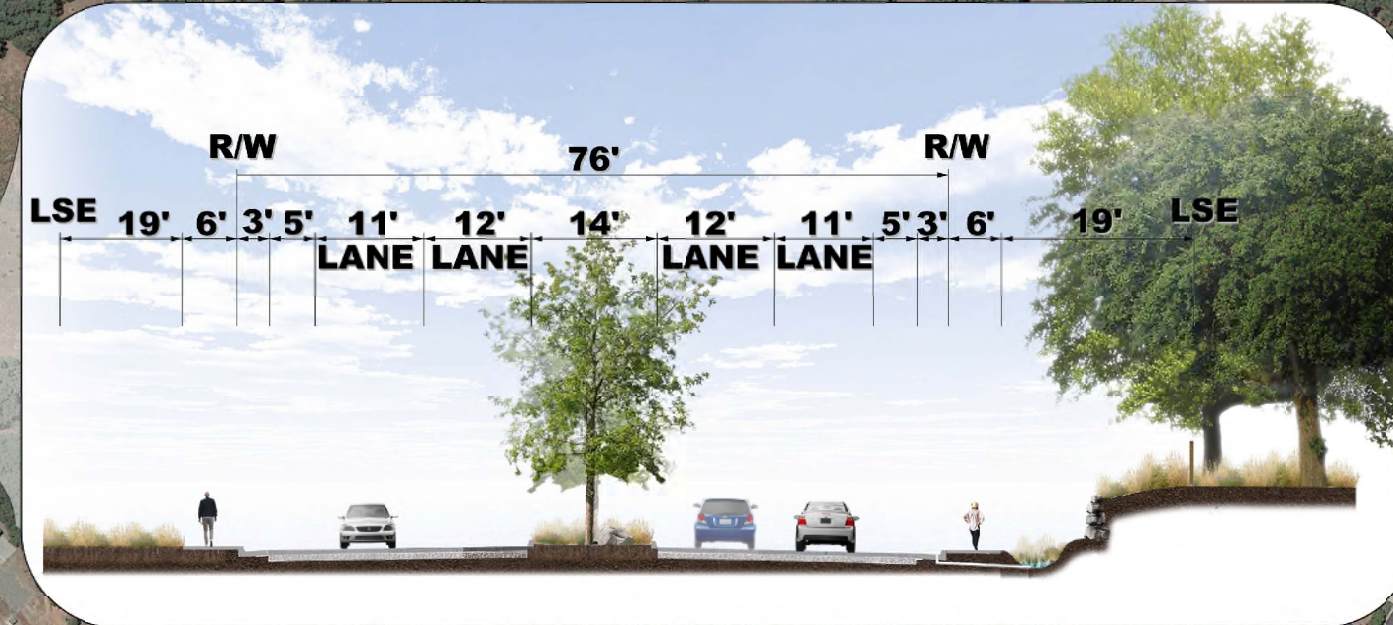 R/W R/W
76'
LSE 19' 6' 3' 5' 11' 12' 14' 12' 11' 5' 3' 6' 19' LSE
LANE LANE LANE LANE